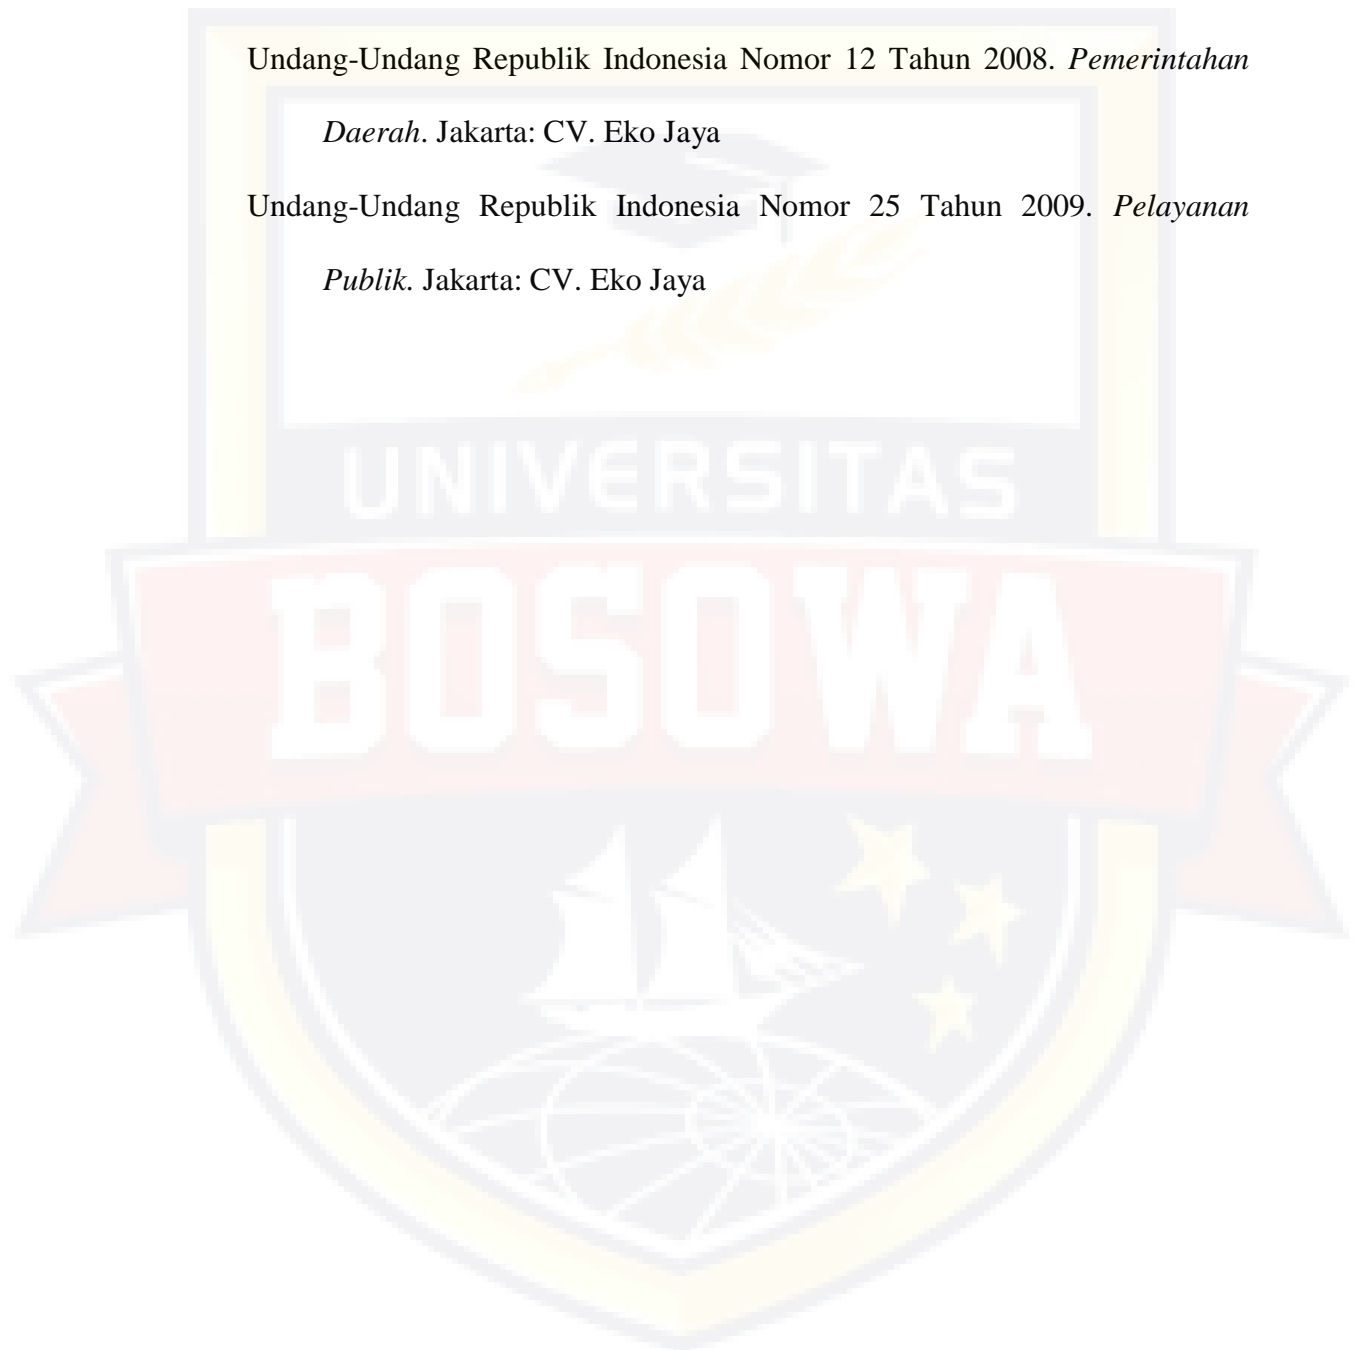 Undang-Undang Republik Indonesia Nomor 12 Tahun 2008. Pemerintahan
Daerah. Jakarta: CV. Eko Jaya
Undang-Undang Republik Indonesia Nomor 25 Tahun 2009. Pelayanan
Publik. Jakarta: CV. Eko Jaya
UNIVERSITAS
BOSOWA